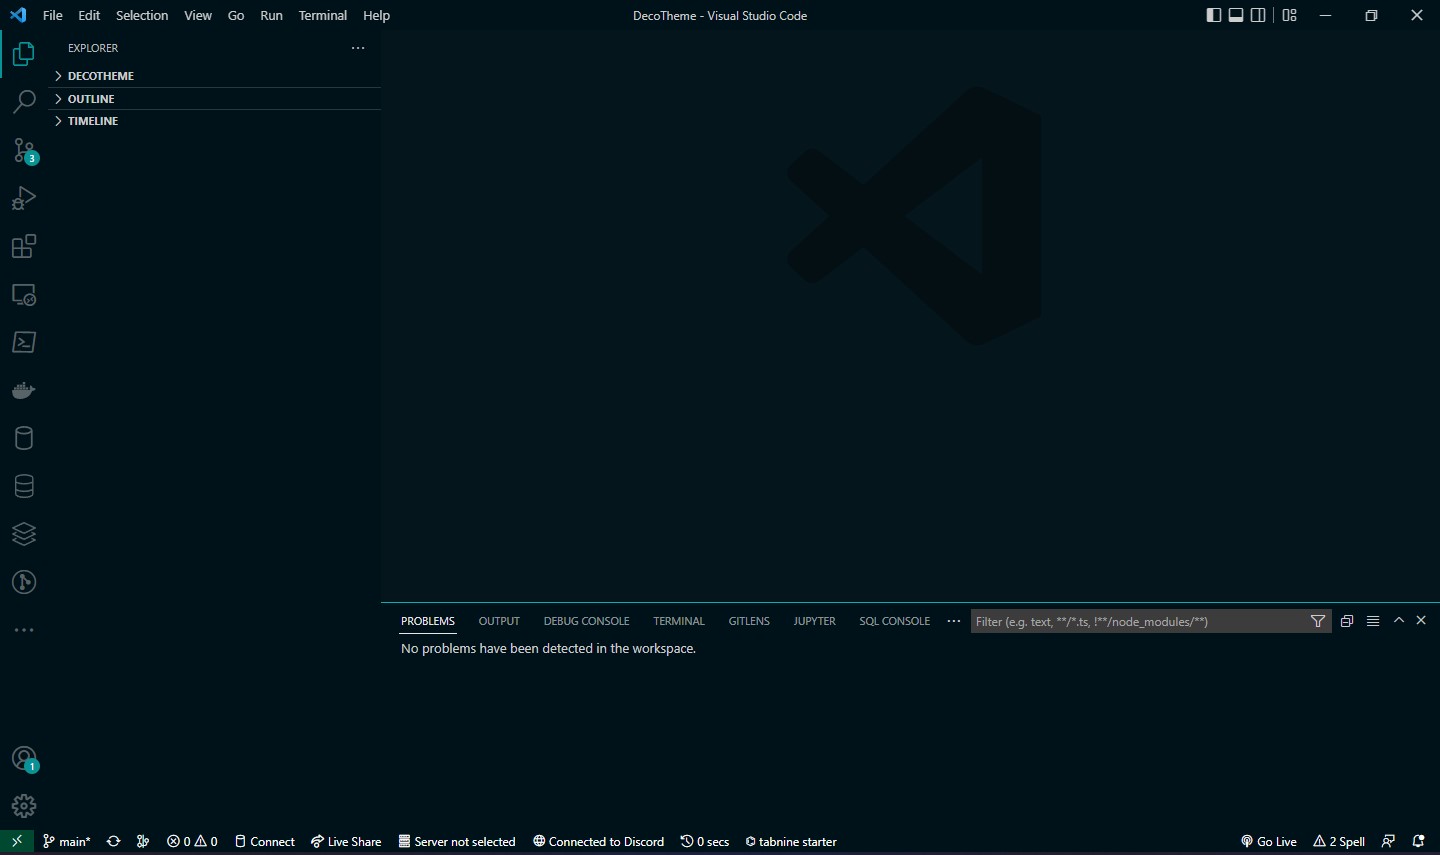 File Edit Selection View Go Run Terminal Help DecoTheme - Visual Studio Code
EXPLORER
DECOTHEME
OUTLINE
TIMELINE
3
1
PROBLEMS OUTPUT DEBUG CONSOLE TERMINAL GITLENS JUPYTER SQL CONSOLE ... Filter (e.g. text, **/*.ts, !**/node_modules/**)
No problems have been detected in the workspace.
main* 0 0 Connect Live Share Server not selected Connected to Discord 0 secs tabnine starter Go Live 2 Spell